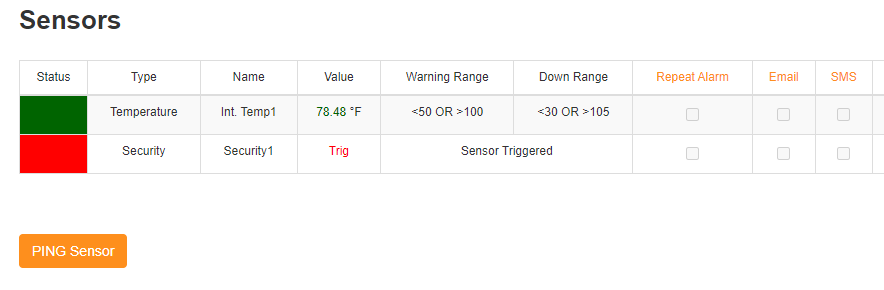 Sensors
Status Type Name Value Warning Range Down Range Repeat Alarm Email SMS
Temperature Int. Temp1 78.48 °F <50 OR >100 <30 OR >105
Security Security1 Trig Sensor Triggered
PING Sensor